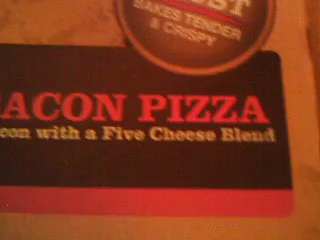 BAKES TENDER
& CRISPY
ACON PIZZA
con with a Five Cheese Blend